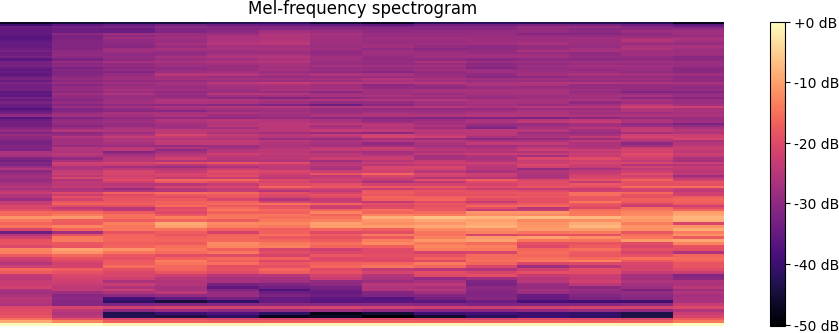 Mel-frequency spectrogram
+0 dB
-10 dB
-20 dB
-30 dB
-40 dB
-50 dB